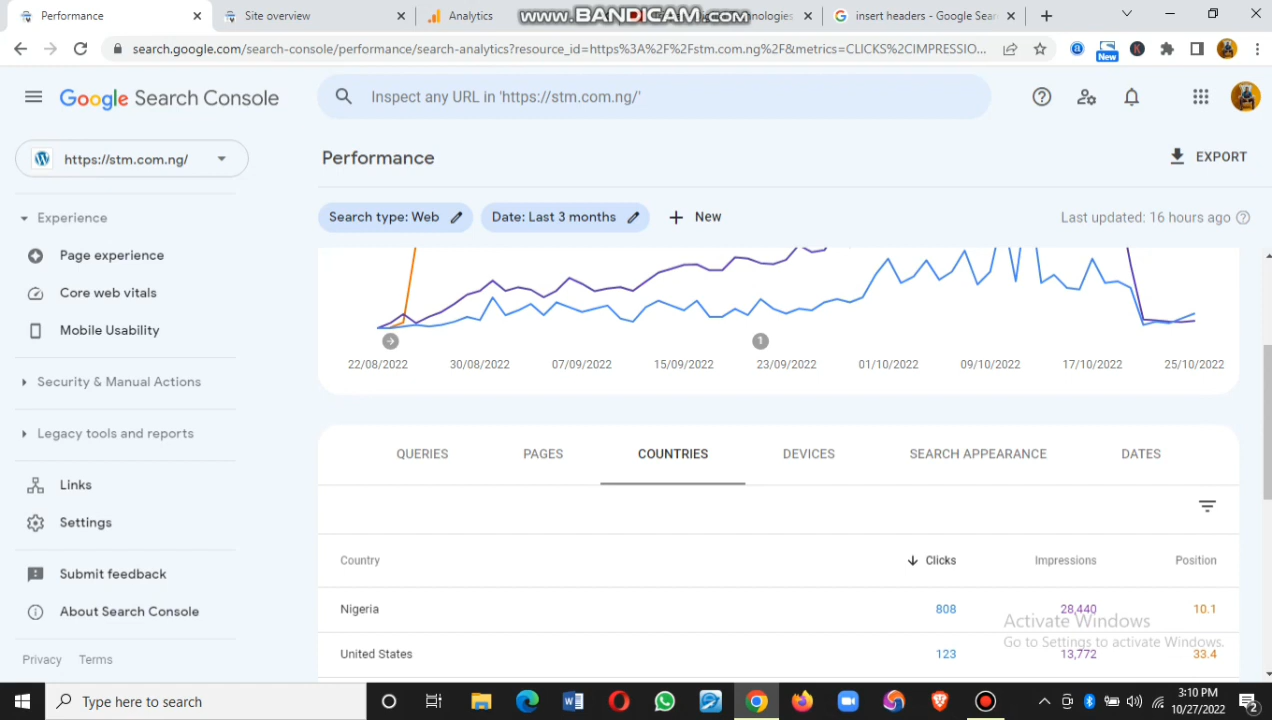 Performance
Site overview
Analytics
www.BANDICAM.com
hnologies
insert headers - Google Sear
search.google.com/search-console/performance/search-analytics?resource_id=https%3A%2F%2Fstm.com.ng%2F&metrics=CLICKS%2CIMPRESSIO...
New
Google Search Console
Inspect any URL in 'https://stm.com.ng/'
https://stm.com.ng/
Performance
EXPORT
Search type: Web
Date: Last 3 months
New
Last updated: 16 hours ago
Experience
Page experience
Core web vitals
Mobile Usability
Security & Manual Actions
Legacy tools and reports
Links
Settings
Submit feedback
About Search Console
Privacy Terms
1
22/08/2022 30/08/2022 07/09/2022 15/09/2022 23/09/2022 01/10/2022 09/10/2022 17/10/2022 25/10/2022
QUERIES PAGES COUNTRIES DEVICES SEARCH APPEARANCE DATES
Country Clicks Impressions Position
Nigeria 808 28,440 10.1
United States 123 13,772 33.4
Activate Windows
Go to Settings to activate Windows.
Type here to search
3:10 PM
10/27/2022
2